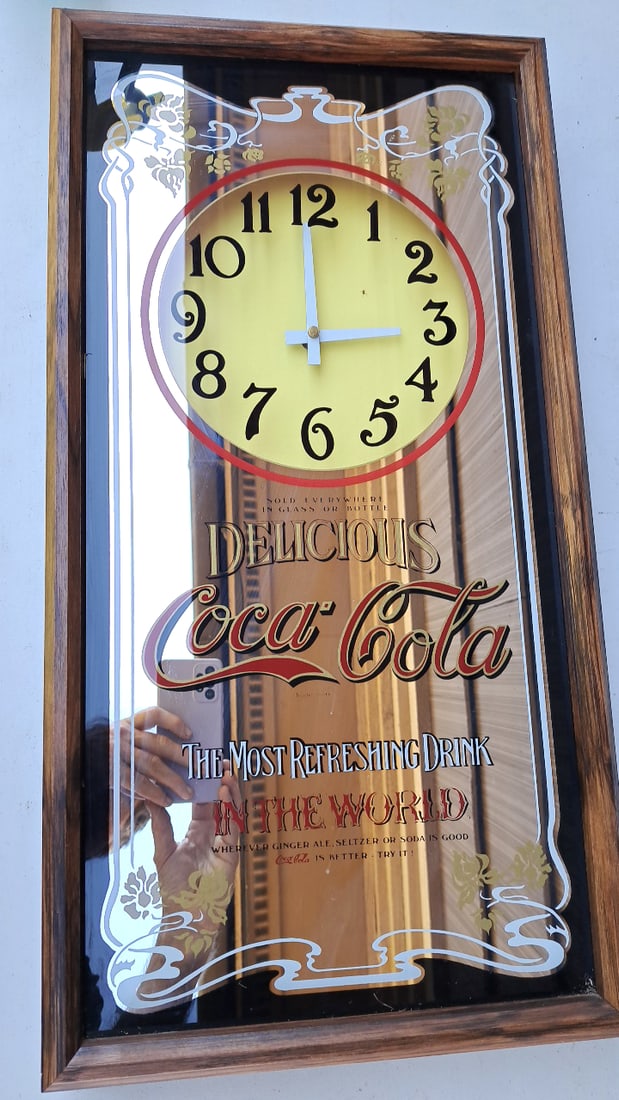 12
11
1
10
2
9
3
8
4
7
5
6
SOLD EVERYWHERE
IN GLASS OR BOTTLE
DELICIOUS
Coca-Cola
THE MOST REFRESHING DRINK
IN THE WORLD
WHEREVER GINGER ALE, SELTZER OR SODA IS GOOD
Coca-Cola IS BETTER - TRY IT!